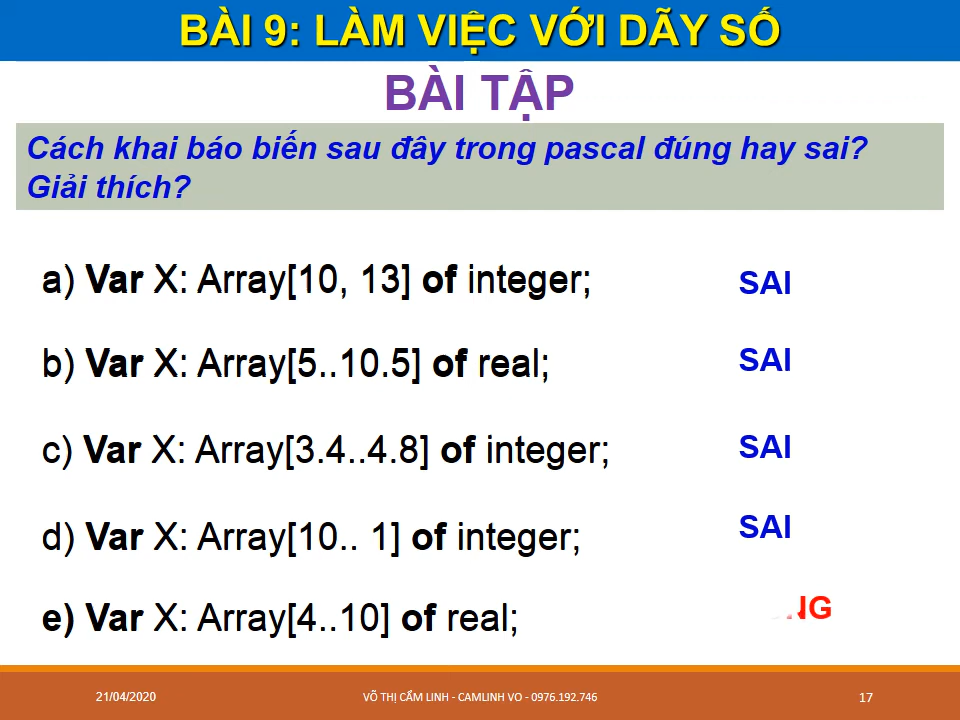 BÀI 9: LÀM VIỆC VỚI DÃY SỐ
BÀI TẬP
Cách khai báo biến sau đây trong pascal đúng hay sai?
Giải thích?
a) Var X: Array[10, 13] of integer; SAI
b) Var X: Array[5..10.5] of real; SAI
c) Var X: Array[3.4..4.8] of integer; SAI
d) Var X: Array[10.. 1] of integer; SAI
e) Var X: Array[4..10] of real;
21/04/2020 VÕ THỊ CẨM LINH - CAMLINH VO - 0976.192.746 17